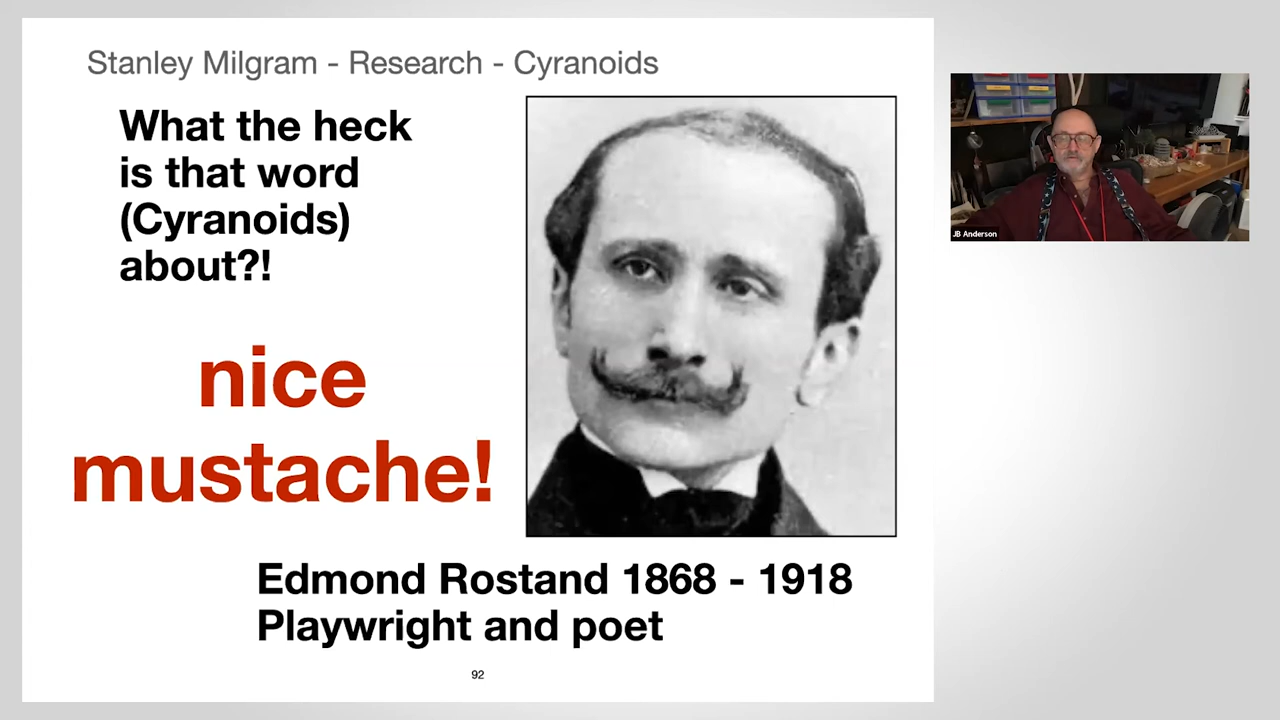 Stanley Milgram - Research - Cyranoids
What the heck
is that word
(Cyranoids)
about?!
nice
mustache!
Edmond Rostand 1868 - 1918
Playwright and poet
92
JB Anderson